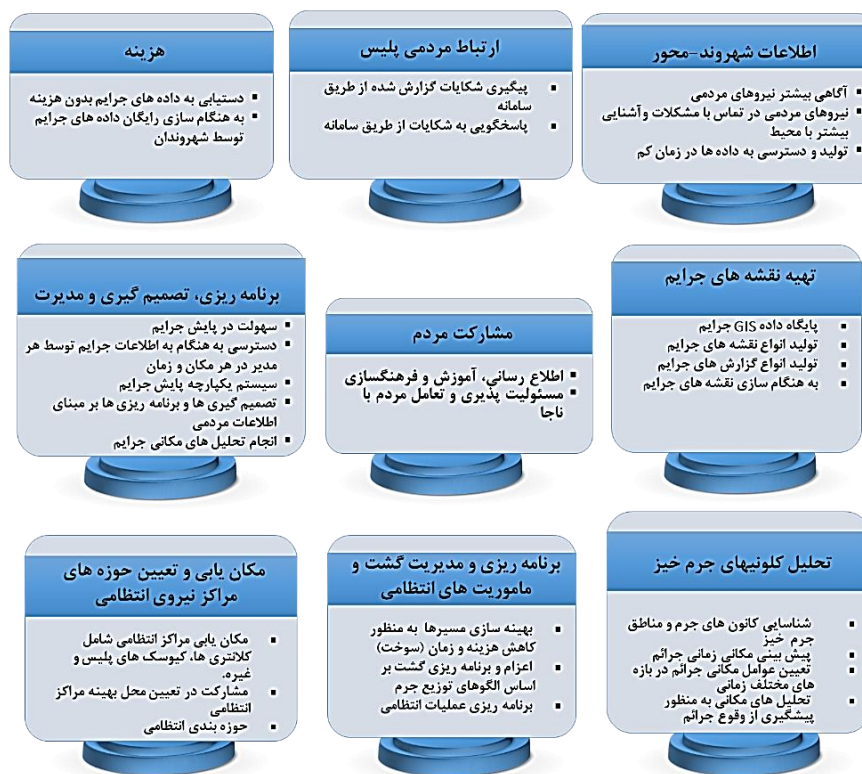 اطلاعات شهروند-محور
آگاهی بیشتر نیروهای مردمی
نیروهای مردمی در تماس با مشکلات و آشنایی
بیشتر با محیط
تولید و دسترسی به داده ها در زمان کم
ارتباط مردمی پلیس
پیگیری شکایات گزارش شده از طریق
سامانه
پاسخگویی به شکایات از طریق سامانه
هزینه
دستیابی به داده های جرایم بدون هزینه
به هنگام سازی رایگان داده های جرایم
توسط شهروندان
تهیه نقشه های جرایم
پایگاه داده GIS جرایم
تولید انواع نقشه های جرایم
تولید انواع گزارش های جرایم
به هنگام سازی نقشه های جرایم
مشارکت مردم
اطلاع رسانی، آموزش و فرهنگسازی
مسئولیت پذیری و تعامل مردم با
ناجا
برنامه ریزی، تصمیم گیری و مدیرت
سهولت در پایش جرایم
دسترسی به هنگام به اطلاعات جرایم توسط هر
مدیر در هر مکان و زمان
سیستم یکپارچه پایش جرایم
تصمیم گیری ها و برنامه ریزی ها بر مبنای
اطلاعات مردمی
انجام تحلیل های مکانی جرایم
تحلیل کلونیهای جرم خیز
شناسایی کانون های جرم و مناطق
جرم خیز
پیش بینی مکانی زمانی جرائم
تعیین عوامل مکانی جرائم در بازه
های مختلف زمانی
تحلیل های مکانی به منظور
پیشگیری از وقوع جرائم
برنامه ریزی و مدیریت گشت و
ماموریت های انتظامی
بهینه سازی مسیرها به منظور
کاهش هزینه و زمان (سوخت)
اعزام و برنامه ریزی گشت بر
اساس الگوهای توزیع جرم
برنامه ریزی عملیات انتظامی
مکان یابی و تعیین حوزه های
مراکز نیروی انتظامی
مکان یابی مراکز انتظامی شامل
کلانتری ها، کیوسک های پلیس و
غیره.
مشارکت در تعیین محل بهینه مراکز
انتظامی
حوزه بندی انتظامی